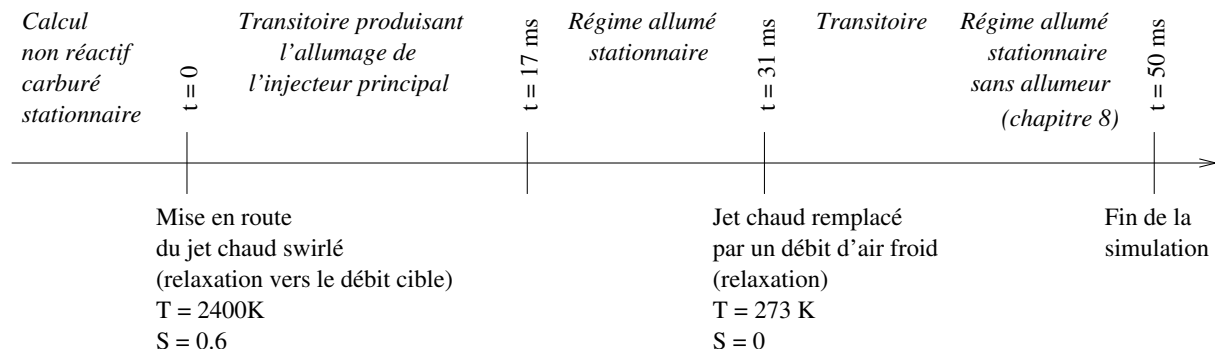 Calcul
non réactif
carburé
stationnaire
t = 0
Transitoire produisant
l'allumage de
l'injecteur principal
t = 17 ms
Régime allumé
stationnaire
t = 31 ms
Transitoire
Régime allumé
stationnaire
sans allumeur
(chapitre 8)
t = 50 ms
Mise en route
du jet chaud swirlé
(relaxation vers le débit cible)
T = 2400K
S = 0.6
Jet chaud remplacé
par un débit d'air froid
(relaxation)
T = 273 K
S = 0
Fin de la
simulation